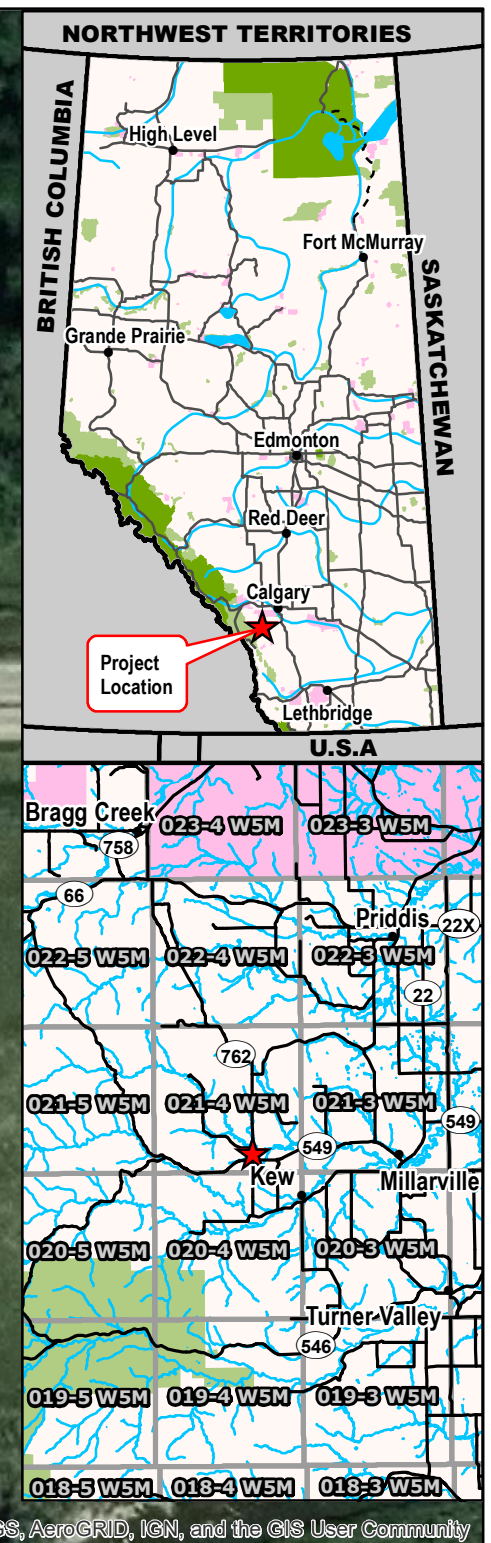 NORTHWEST TERRITORIES
BRITISH COLUMBIA
High Level
Fort McMurray
SASKATCHEWAN
Grande Prairie
Edmonton
Red Deer
Calgary
Project
Location
Lethbridge
U.S.A
Bragg Creek
023-4 W5M
023-3 W5M
758
66
Priddis
22X
022-5 W5M
022-4 W5M
022-3 W5M
22
762
021-5 W5M
021-4 W5M
021-3 W5M
549
549
Kew
Millarville
020-5 W5M
020-4 W5M
020-3 W5M
Turner Valley
546
019-5 W5M
019-4 W5M
019-3 W5M
018-5 W5M
018-4 W5M
018-3 W5M
SS, AeroGRID, IGN, and the GIS User Community